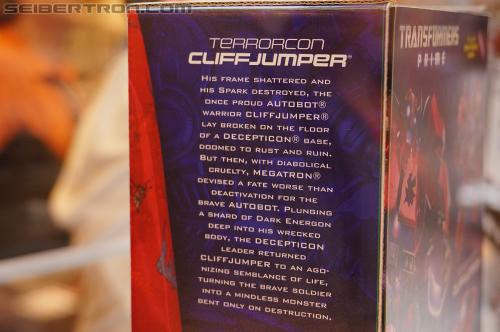 SEIBERTRON.COM
TERRORCON
CLIFFJUMPER®
HIS FRAME SHATTERED AND
HIS SPARK DESTROYED, THE
ONCE PROUD AUTOBOT®
WARRIOR CLIFFJUMPER®
LAY BROKEN ON THE FLOOR
OF A DECEPTICON® BASE,
DOOMED TO RUST AND RUIN.
BUT THEN, WITH DIABOLICAL
CRUELTY, MEGATRON®
DEVISED A FATE WORSE THAN
DEACTIVATION FOR THE
BRAVE AUTOBOT. PLUNGING
A SHARD OF DARK ENERGON
DEEP INTO HIS WRECKED
BODY, THE DECEPTICON
LEADER RETURNED
CLIFFJUMPER TO AN AGO-
NIZING SEMBLANCE OF LIFE,
TURNING THE BRAVE SOLDIER
INTO A MINDLESS MONSTER
BENT ONLY ON DESTRUCTION.
TRANSFORMERS
PRIME